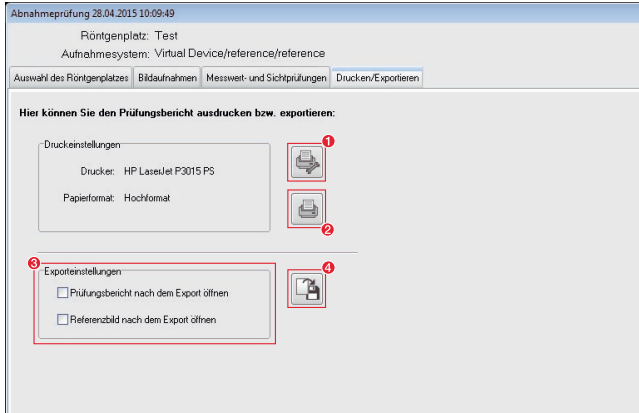 Abnahmeprüfung 28.04.2015 10:09:49
Röntgenplatz: Test
Aufnahmesystem: Virtual Device/reference/reference
Auswahl des Röntgenplatzes Bildaufnahmen Messwert- und Sichtprüfungen Drucken/Exportieren
Hier können Sie den Prüfungsbericht ausdrucken bzw. exportieren:
Druckeinstellungen
1
Drucker: HP LaserJet P3015 PS
Papierformat: Hochformat
2
3
4
Exporteinstellungen
Prüfungsbericht nach dem Export öffnen
Referenzbild nach dem Export öffnen